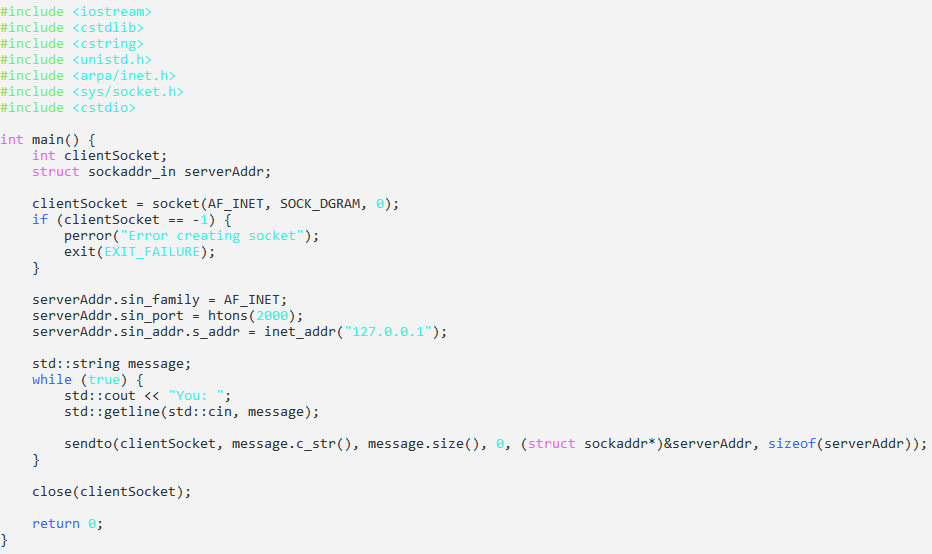 #include <iostream>
#include <cstdlib>
#include <cstring>
#include <unistd.h>
#include <arpa/inet.h>
#include <sys/socket.h>
#include <cstdio>

int main() {
    int clientSocket;
    struct sockaddr_in serverAddr;

    clientSocket = socket(AF_INET, SOCK_DGRAM, 0);
    if (clientSocket == -1) {
        perror("Error creating socket");
        exit(EXIT_FAILURE);
    }

    serverAddr.sin_family = AF_INET;
    serverAddr.sin_port = htons(2000);
    serverAddr.sin_addr.s_addr = inet_addr("127.0.0.1");

    std::string message;
    while (true) {
        std::cout << "You: ";
        std::getline(std::cin, message);

        sendto(clientSocket, message.c_str(), message.size(), 0, (struct sockaddr*)&serverAddr, sizeof(serverAddr));
    }

    close(clientSocket);

    return 0;
}